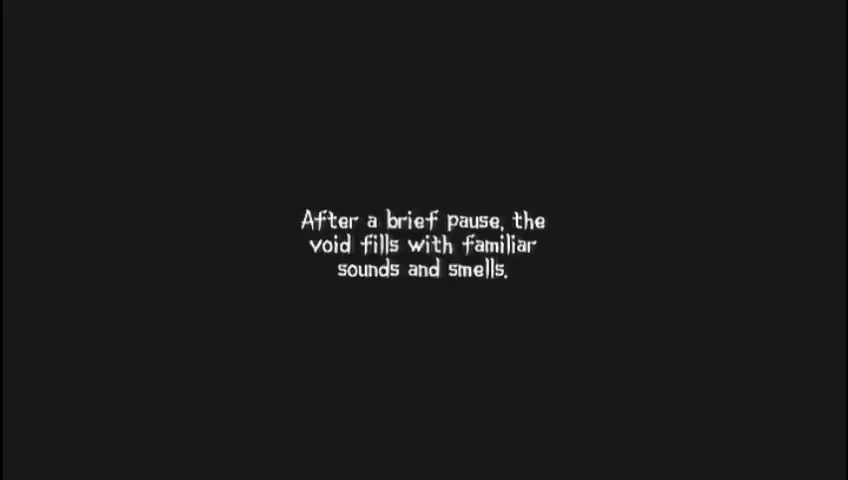 After a brief pause, the
void fills with familiar
sounds and smells.